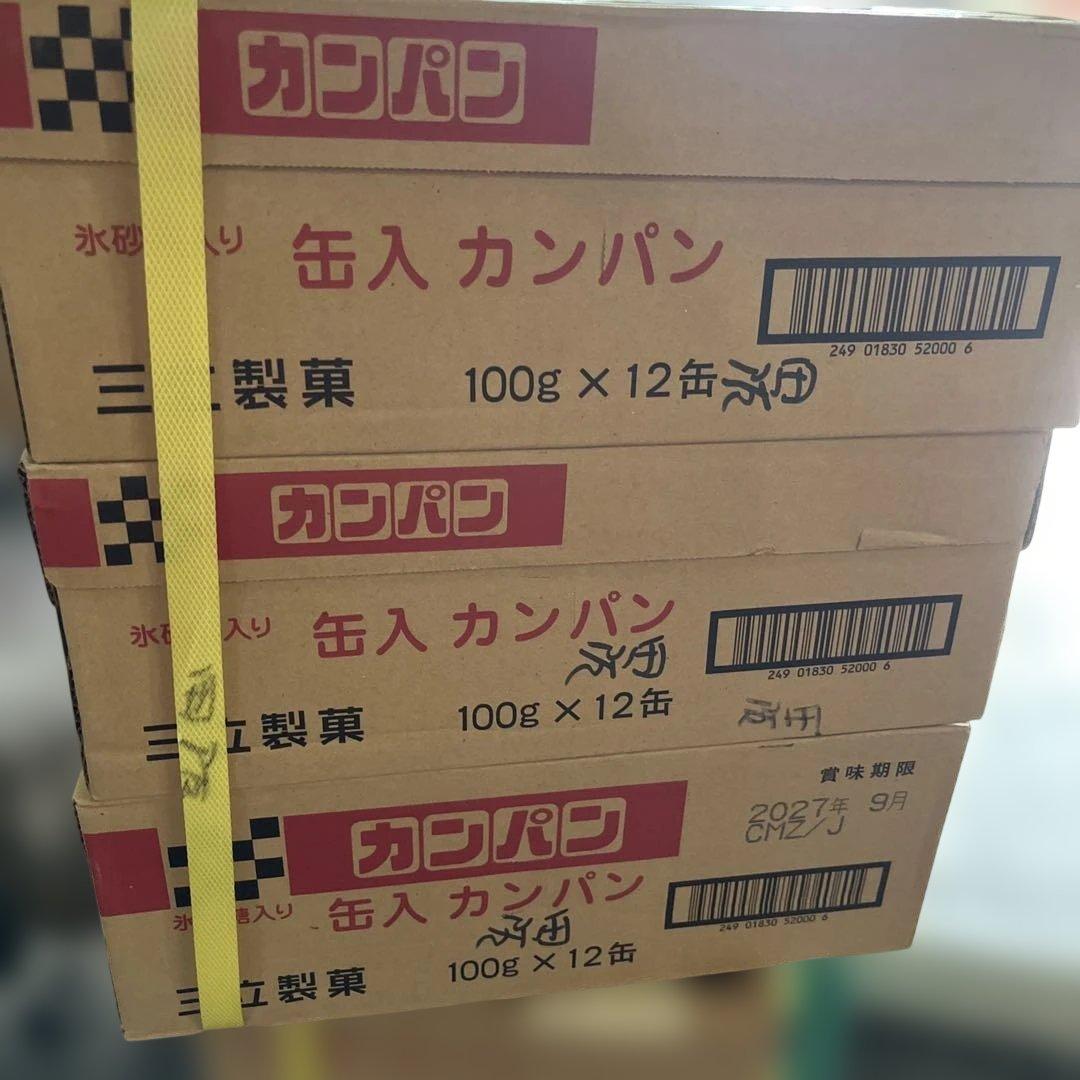 カンパン
氷砂 入り 缶入 カンパン
249 01830 52000 6
三立製菓 100g × 12缶
カンパン
氷砂 入り 缶入 カンパン
249 01830 52000 6
三立製菓 100g × 12缶
賞味期限
2027年 9月
CMZ/J
カンパン
氷 糖入り 缶入 カンパン
249 01830 52000 6
三立製菓 100g × 12缶